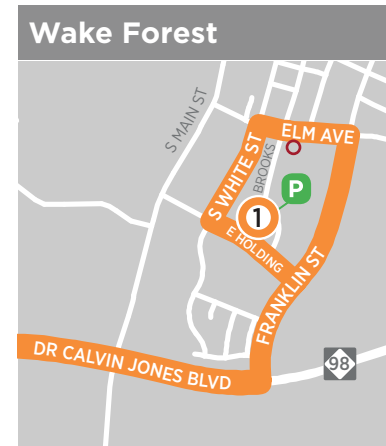 Wake Forest
S MAIN ST
ELM AVE
S WHITE ST
BROOKS
P
1
E HOLDING
FRANKLIN ST
DR CALVIN JONES BLVD
98